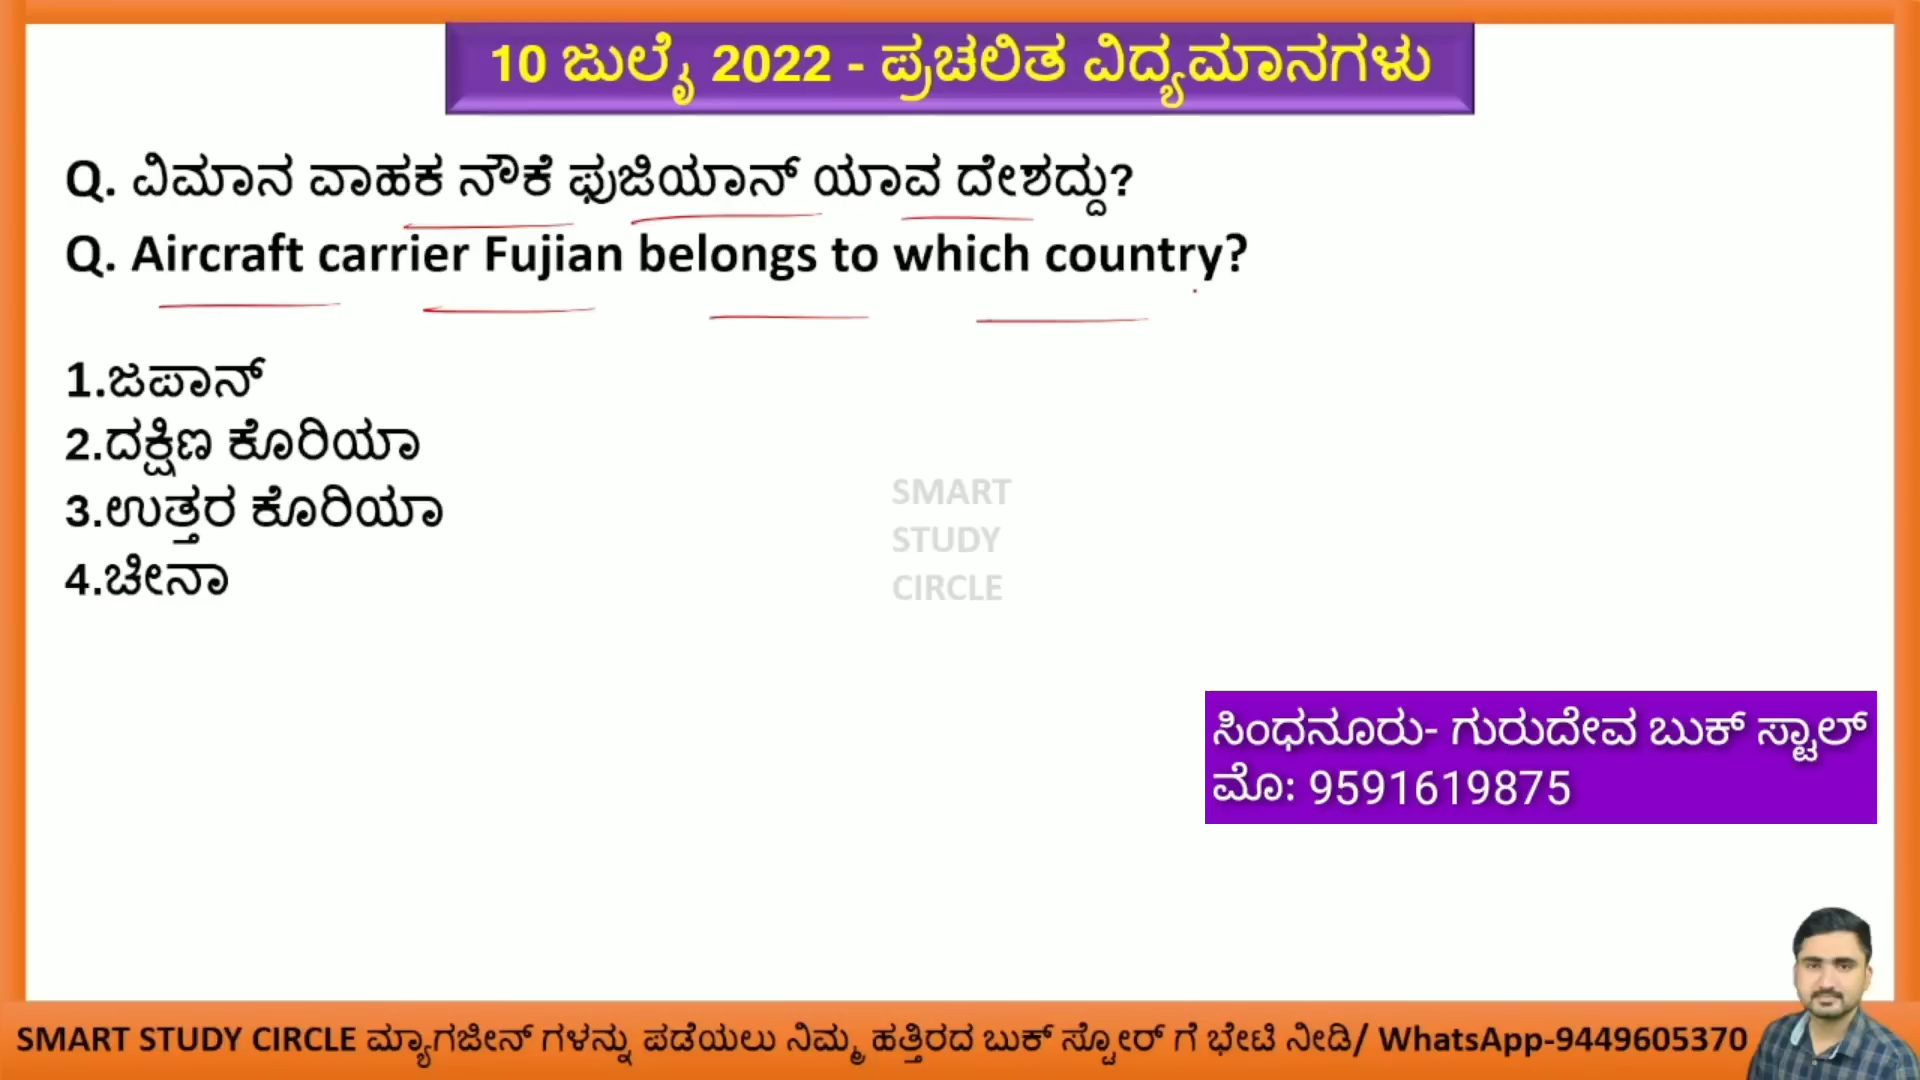 10 ಜುಲೈ 2022 - ಪ್ರಚಲಿತ ವಿದ್ಯಮಾನಗಳು
Q. ವಿಮಾನ ವಾಹಕ ನೌಕೆ ಫುಜಿಯಾನ್ ಯಾವ ದೇಶದ್ದು?
Q. Aircraft carrier Fujian belongs to which country?
1.ಜಪಾನ್
2.ದಕ್ಷಿಣ ಕೊರಿಯಾ
3.ಉತ್ತರ ಕೊರಿಯಾ
4.ಚೀನಾ
SMART
STUDY
CIRCLE
ಸಿಂಧನೂರು- ಗುರುದೇವ ಬುಕ್ ಸ್ಟಾಲ್
ಮೊ: 9591619875
SMART STUDY CIRCLE ಮ್ಯಾಗಜೀನ್ ಗಳನ್ನು ಪಡೆಯಲು ನಿಮ್ಮ ಹತ್ತಿರದ ಬುಕ್ ಸ್ಟೋರ್ ಗೆ ಭೇಟಿ ನೀಡಿ/ WhatsApp-9449605370